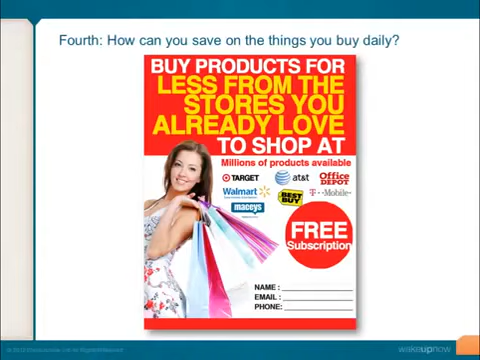 Fourth: How can you save on the things you buy daily?
BUY PRODUCTS FOR
LESS FROM THE
STORES YOU
ALREADY LOVE
TO SHOP AT
Millions of products available
TARGET
at&t
Office
DEPOT
Walmart
BEST
BUY
T Mobile
maceys
FREE
Subscription
NAME :
EMAIL :
PHONE:
wakeupnow